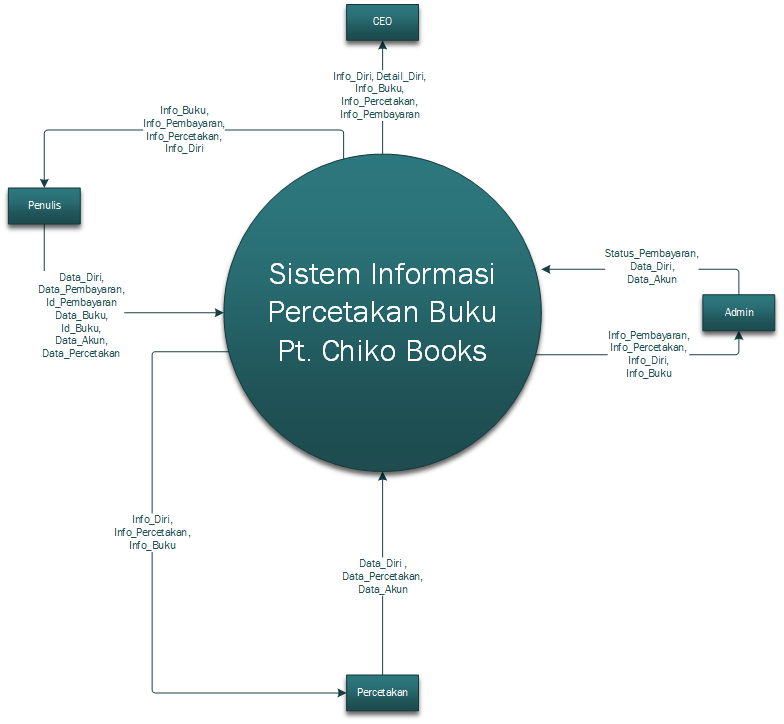 CEO
Info_Diri, Detail_Diri,
Info_Buku,
Info_Percetakan,
Info_Pembayaran
Info_Buku,
Info_Pembayaran,
Info_Percetakan,
Info_Diri
Penulis
Data_Diri,
Data_Pembayaran,
Id_Pembayaran
Data_Buku,
Id_Buku,
Data_Akun,
Data_Percetakan
Sistem Informasi
Percetakan Buku
Pt. Chiko Books
Status_Pembayaran,
Data_Diri,
Data_Akun
Admin
Info_Pembayaran,
Info_Percetakan,
Info_Diri,
Info_Buku
Info_Diri,
Info_Percetakan,
Info_Buku
Data_Diri ,
Data_Percetakan,
Data_Akun
Percetakan